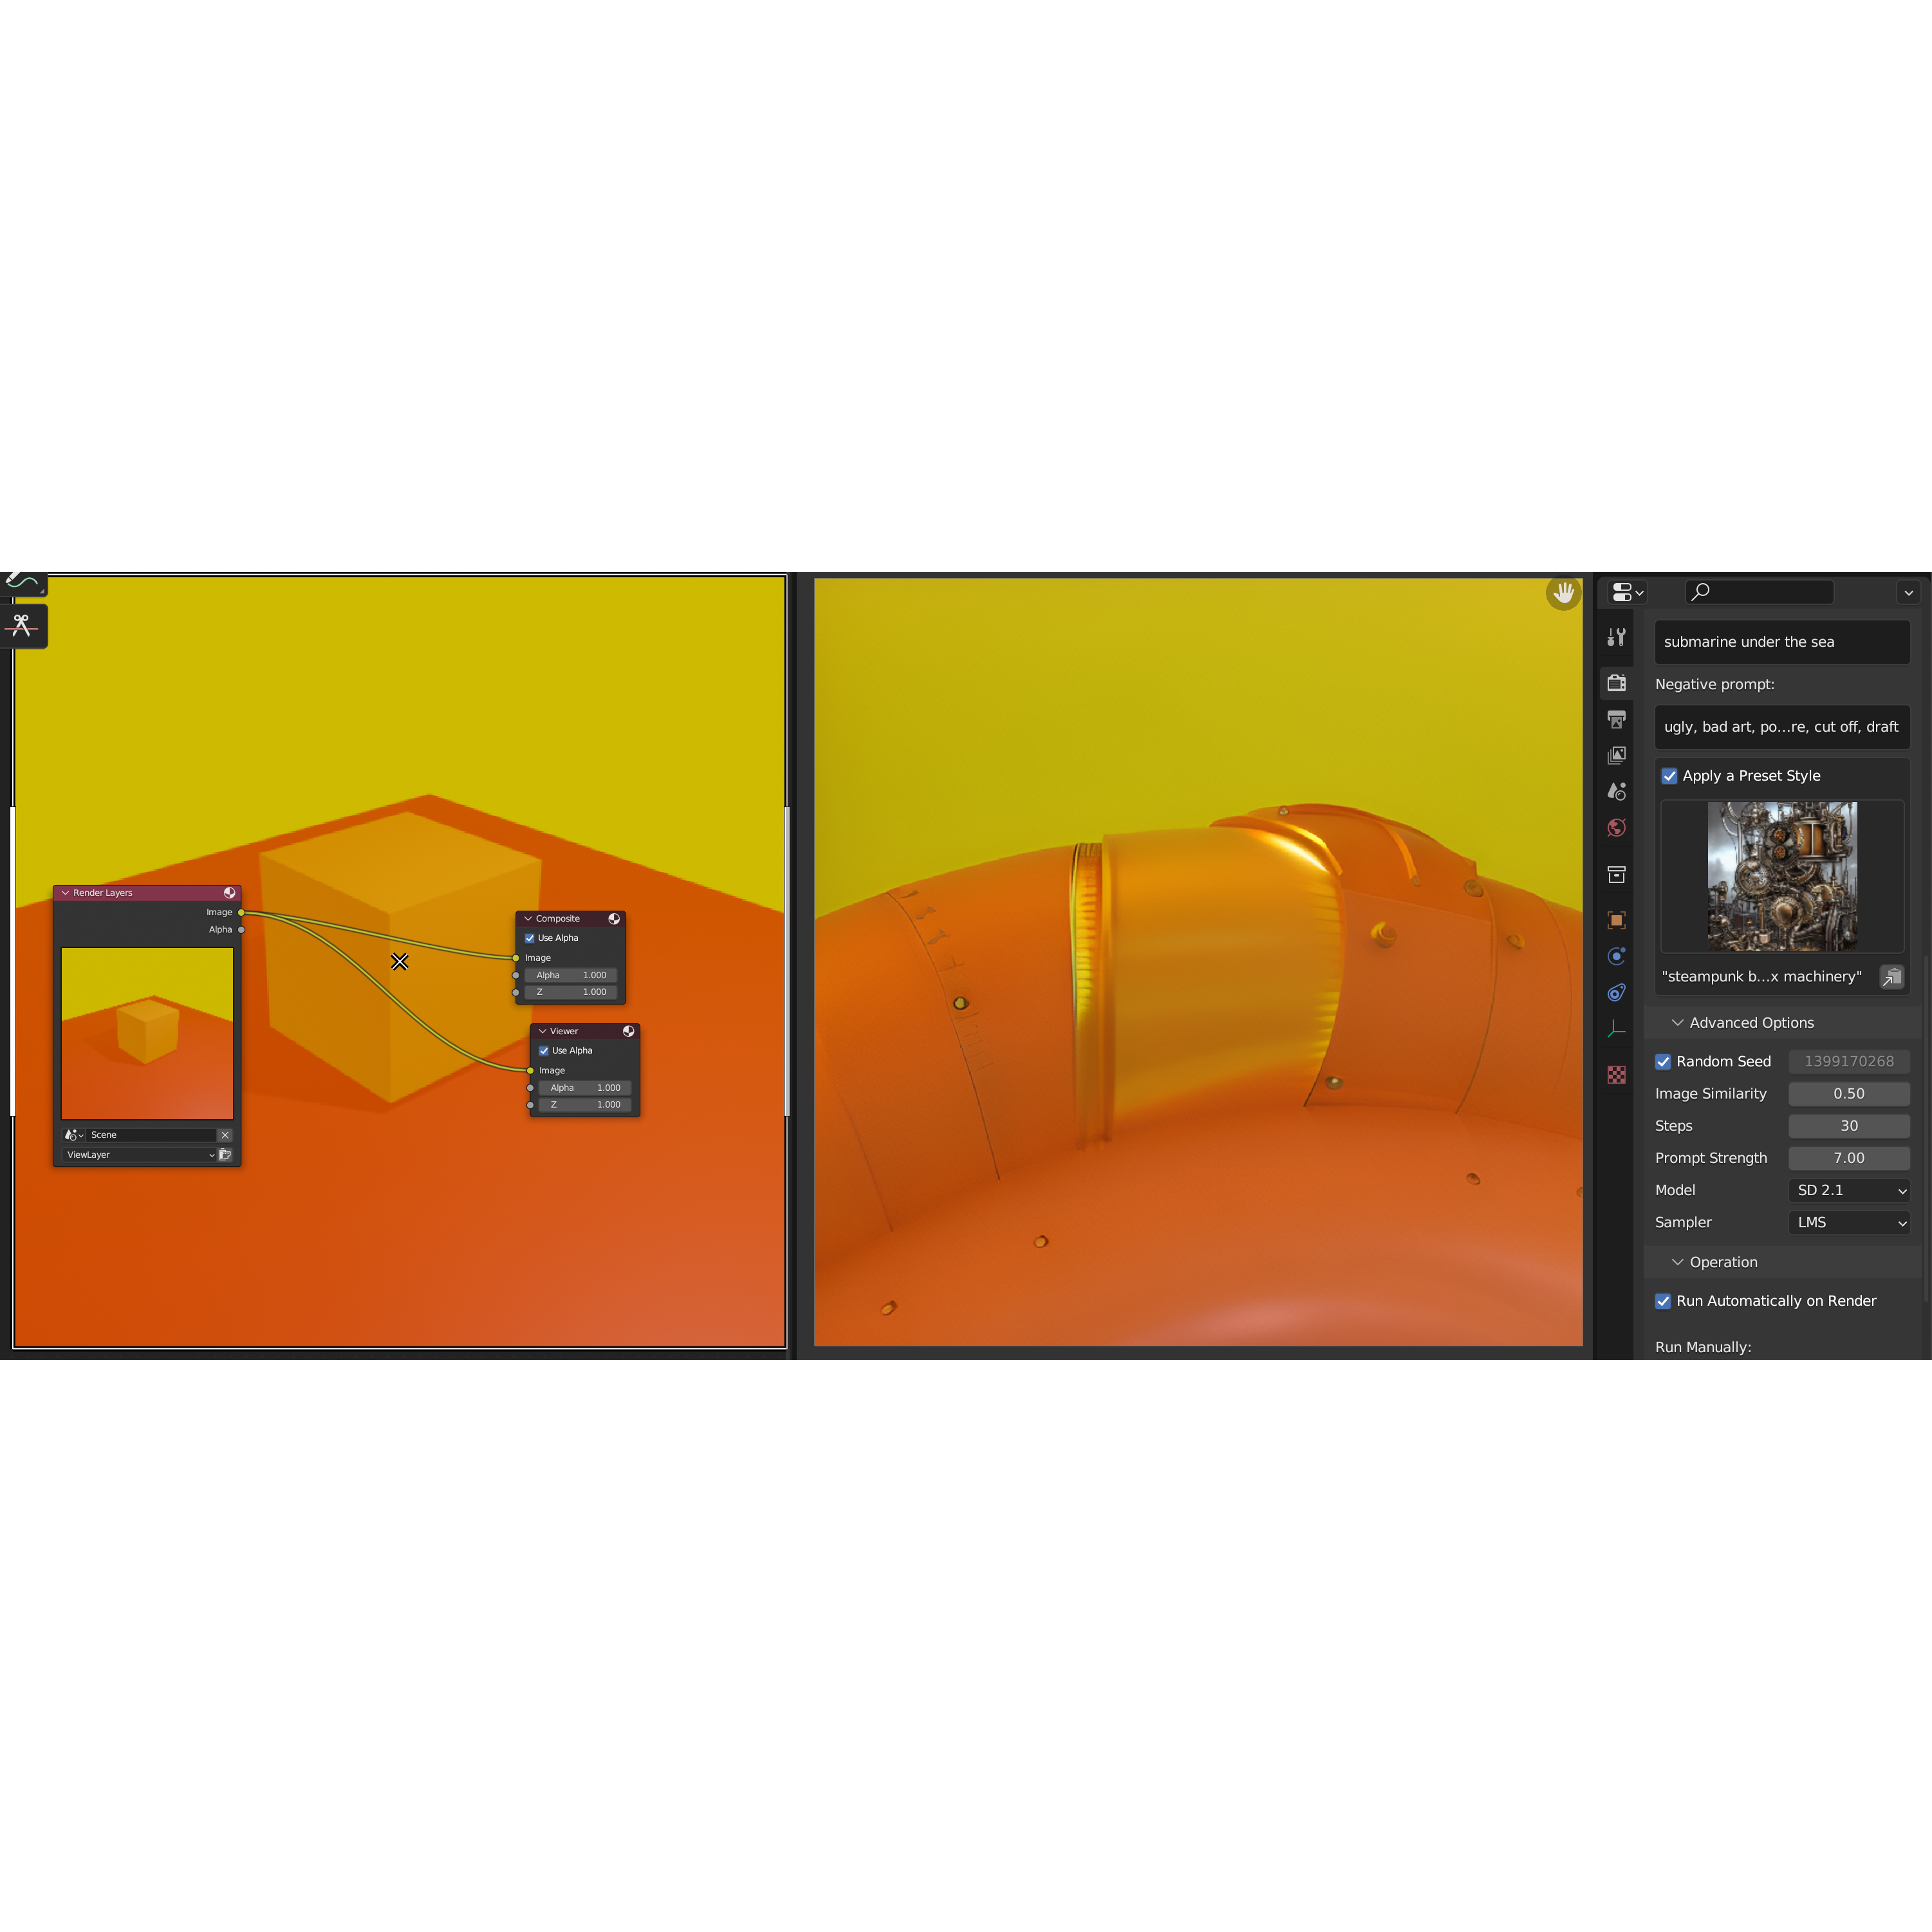 Render Layers
Image
Alpha
Scene
ViewLayer
Composite
Use Alpha
Image
Alpha 1.000
Z 1.000
Viewer
Use Alpha
Image
Alpha 1.000
Z 1.000
submarine under the sea
Negative prompt:
ugly, bad art, po...re, cut off, draft
Apply a Preset Style
"steampunk b...x machinery"
Advanced Options
Random Seed 1399170268
Image Similarity 0.50
Steps 30
Prompt Strength 7.00
Model SD 2.1
Sampler LMS
Operation
Run Automatically on Render
Run Manually: